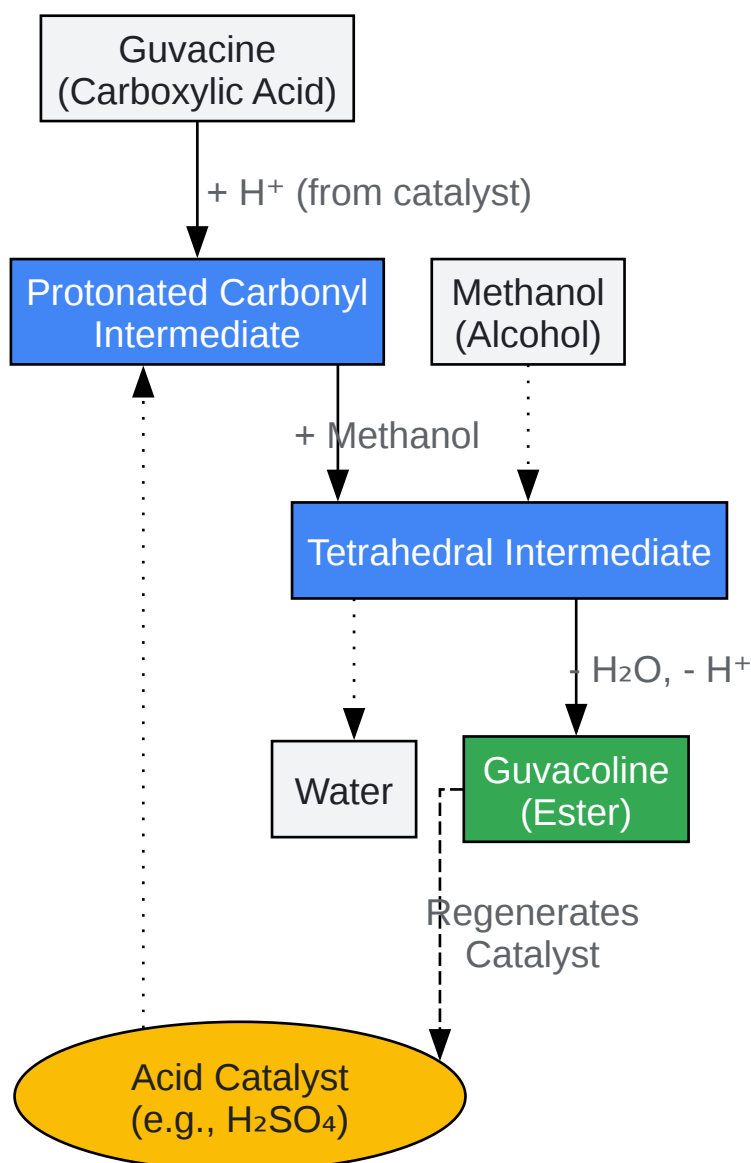 Guvacine
(Carboxylic Acid)
+ H⁺ (from catalyst)
Protonated Carbonyl
Intermediate
Methanol
(Alcohol)
+ Methanol
Tetrahedral Intermediate
- H₂O, - H⁺
Water
Guvacoline
(Ester)
Regenerates
Catalyst
Acid Catalyst
(e.g., H₂SO₄)